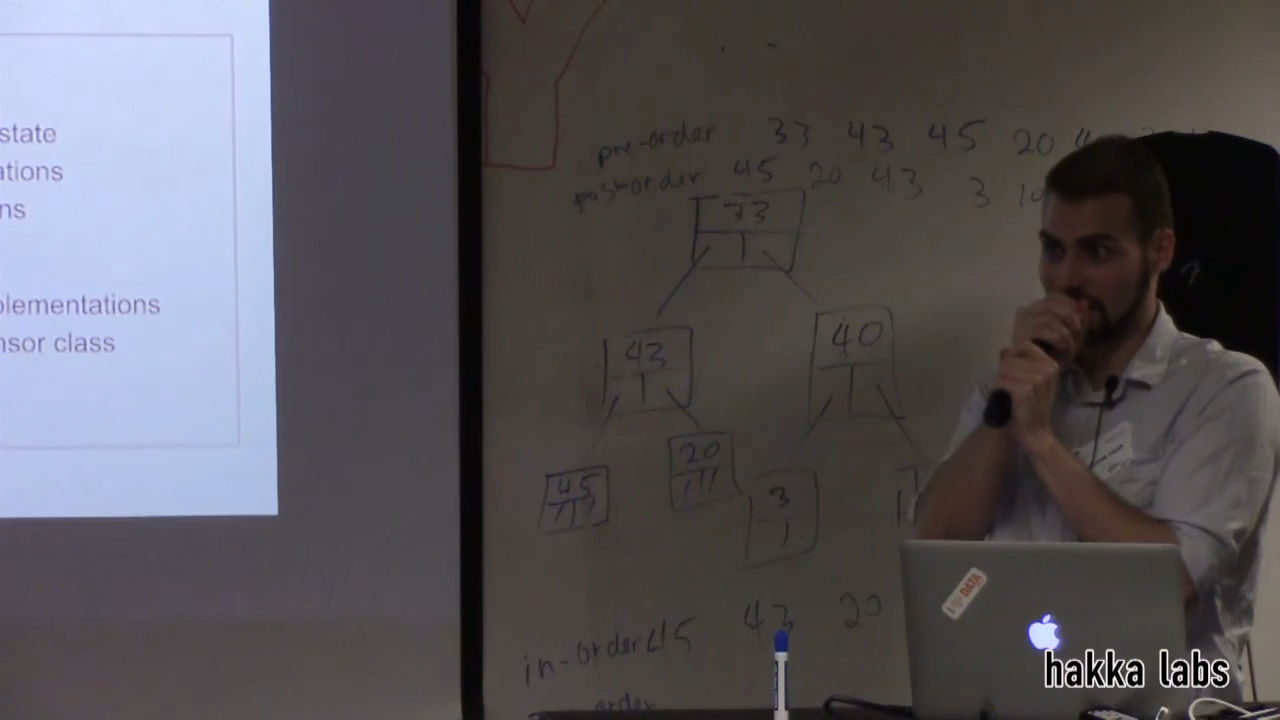 state
ations
ns
plementations
nsor class
pre-order 33 43 45 20
postorder 45 20 43 3
33
43
40
45
20
3
in-order 45 43 20
order
I DATA
hakka labs